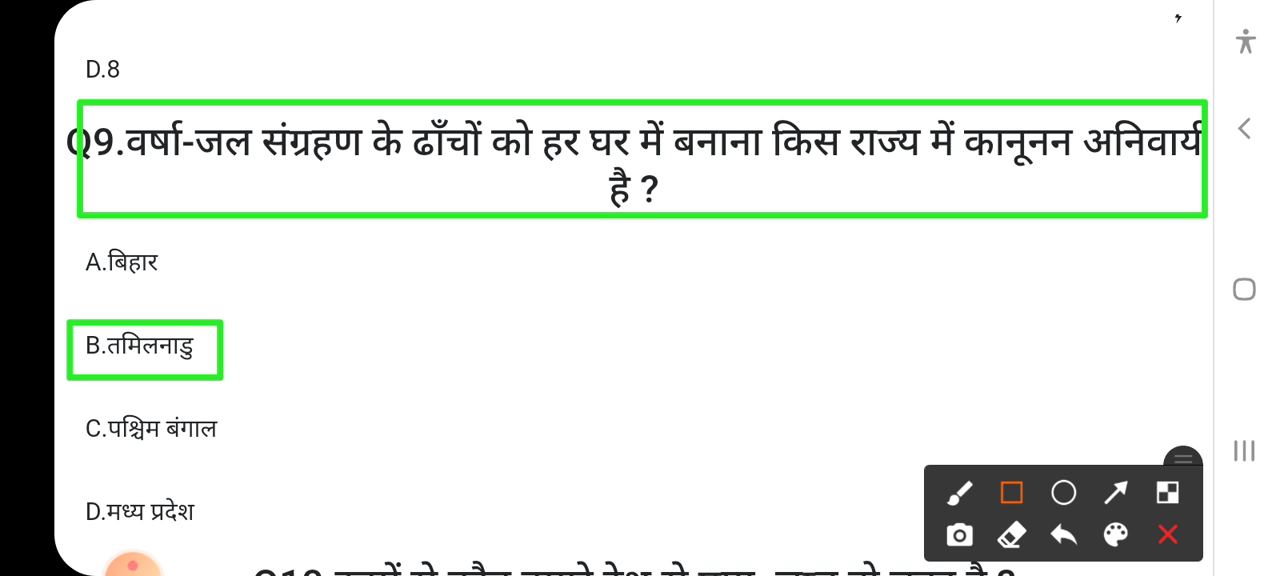 D.8
Q9.वर्षा-जल संग्रहण के ढाँचों को हर घर में बनाना किस राज्य में कानूनन अनिवार्य
है ?
A.बिहार
B.तमिलनाडु
C.पश्चिम बंगाल
D.मध्य प्रदेश